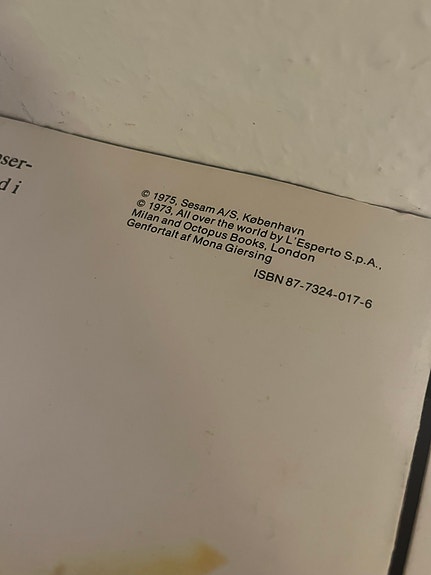 ser-
d i
© 1975, Sesam A/S, København
© 1973, All over the world by L'Esperto S.p.A.,
Milan and Octopus Books, London
Genfortalt af Mona Giersing
ISBN 87-7324-017-6